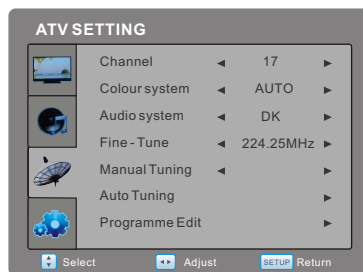 ATV SETTING
Channel 17
Colour system AUTO
Audio system DK
Fine - Tune 224.25MHz
Manual Tuning
Auto Tuning
Programme Edit
Select Adjust SETUP Return